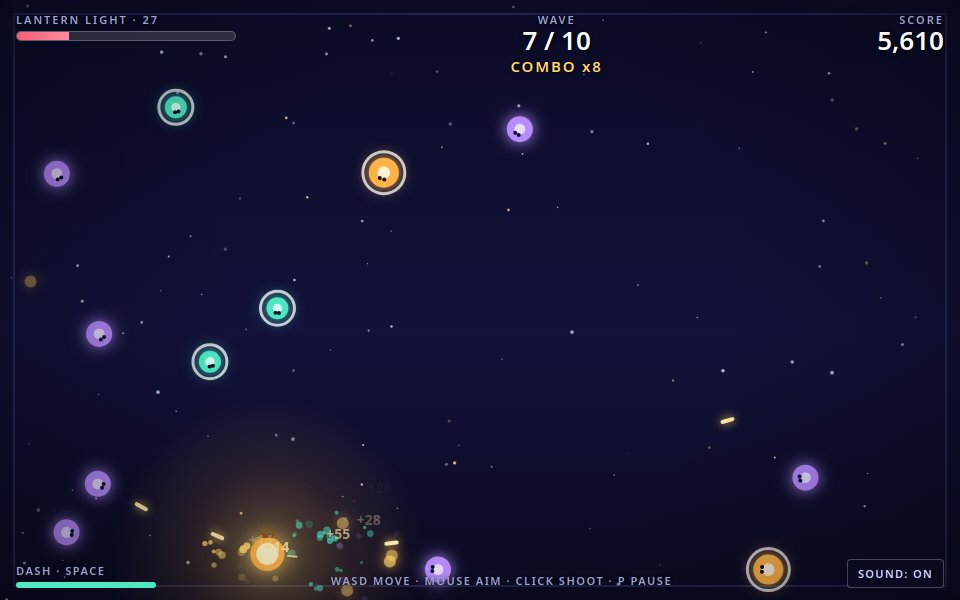 LANTERN LIGHT · 27
WAVE
7 / 10
COMBO x8
SCORE
5,610
+28
+28
+55
14
DASH · SPACE
WASD MOVE · MOUSE AIM · CLICK SHOOT · P PAUSE
SOUND: ON